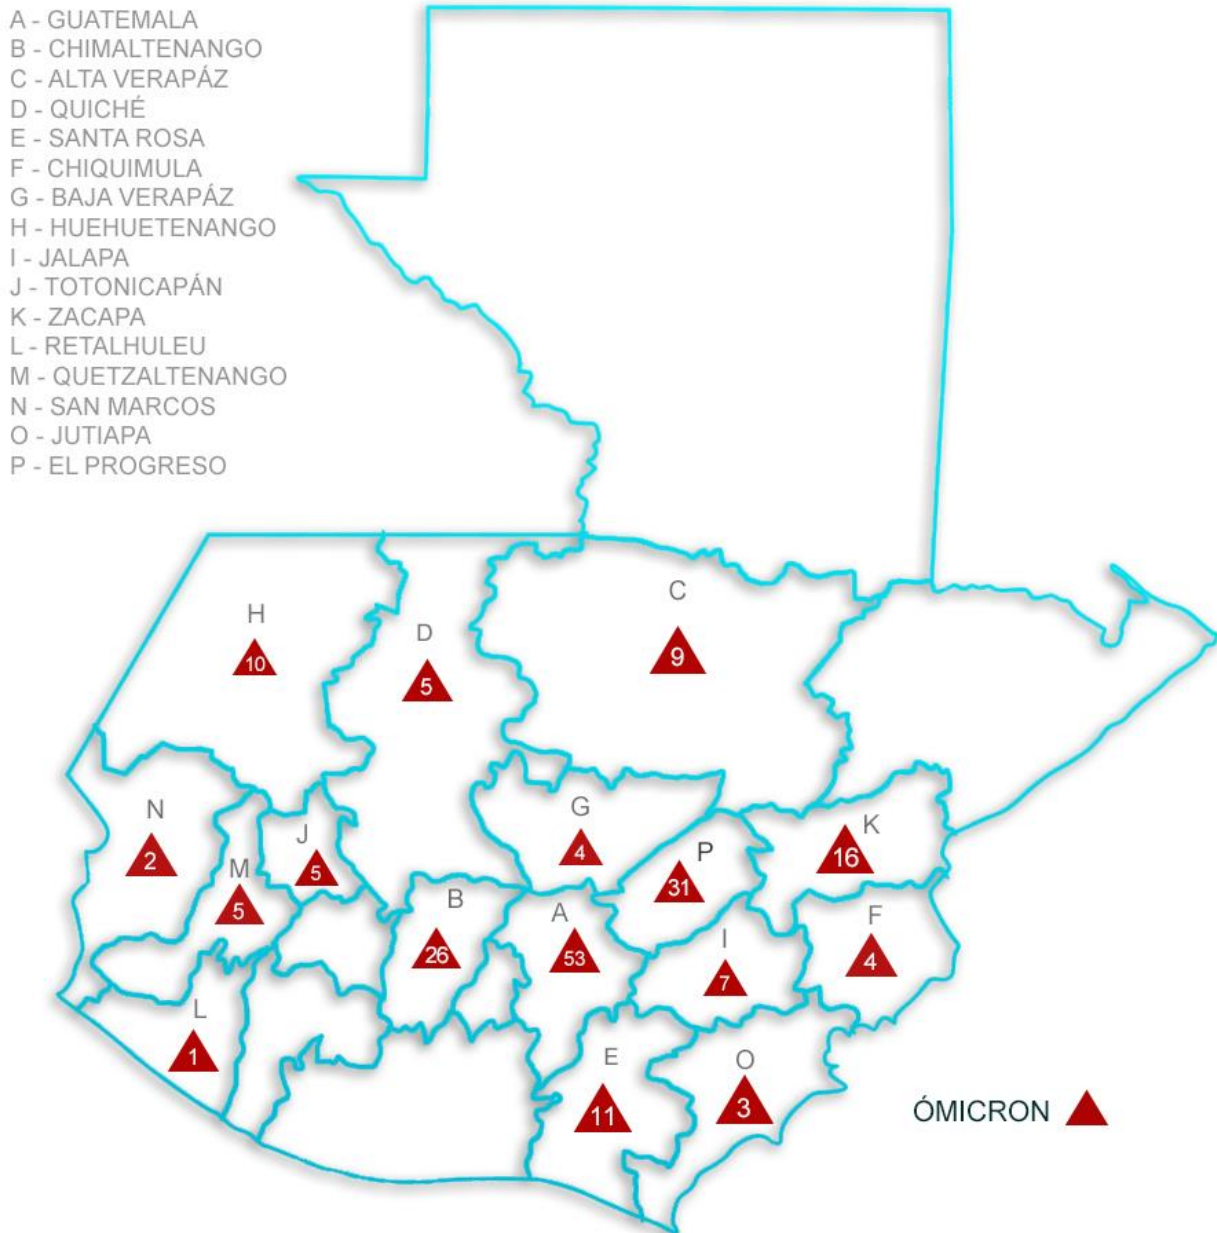 A - GUATEMALA
B - CHIMALTENANGO
C - ALTA VERAPÁZ
D - QUICHÉ
E - SANTA ROSA
F - CHIQUIMULA
G - BAJA VERAPÁZ
H - HUEHUETENANGO
I - JALAPA
J - TOTONICAPÁN
K - ZACAPA
L - RETALHULEU
M - QUETZALTENANGO
N - SAN MARCOS
O - JUTIAPA
P - EL PROGRESO
C
9
H
10
D
5
N
2
M
5
J
5
G
4
P
31
K
16
B
26
A
53
I
7
F
4
L
1
E
11
O
3
ÓMICRON